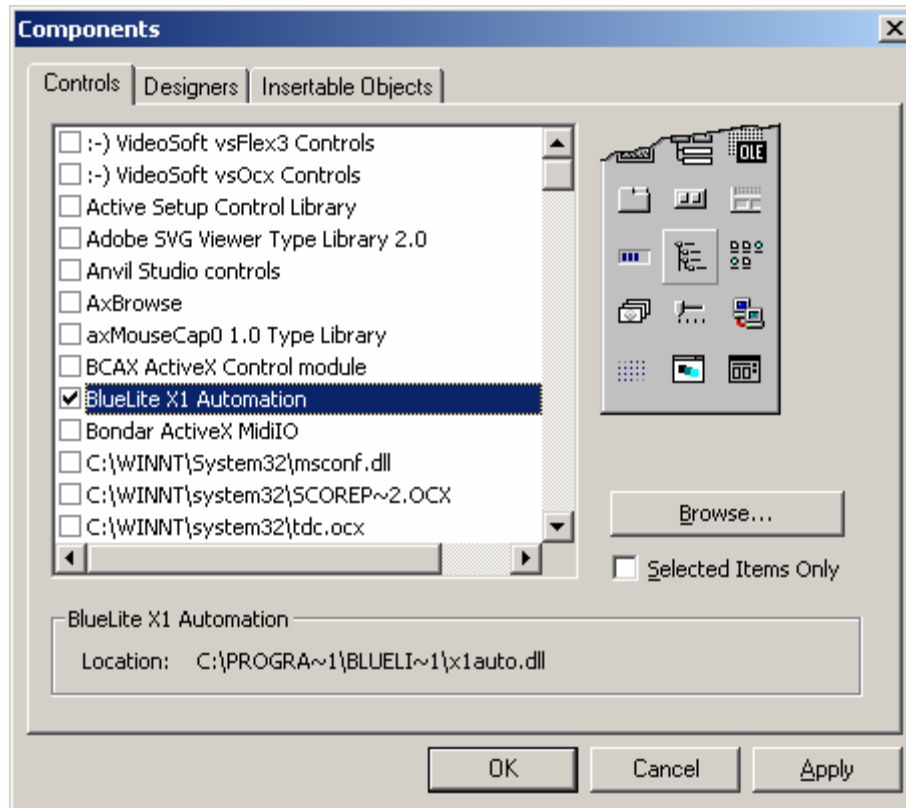 Components
Controls Designers Insertable Objects
:-) VideoSoft vsFlex3 Controls
:-) VideoSoft vsOcx Controls
Active Setup Control Library
Adobe SVG Viewer Type Library 2.0
Anvil Studio controls
AxBrowse
axMouseCap0 1.0 Type Library
BCAX ActiveX Control module
BlueLite X1 Automation
Bondar ActiveX MidiIO
C:\WINNT\System32\msconf.dll
C:\WINNT\system32\SCOREP~2.OCX
C:\WINNT\system32\tdc.ocx
OLE
Browse...
Selected Items Only
BlueLite X1 Automation
Location: C:\PROGRA~1\BLUELI~1\x1auto.dll
OK Cancel Apply